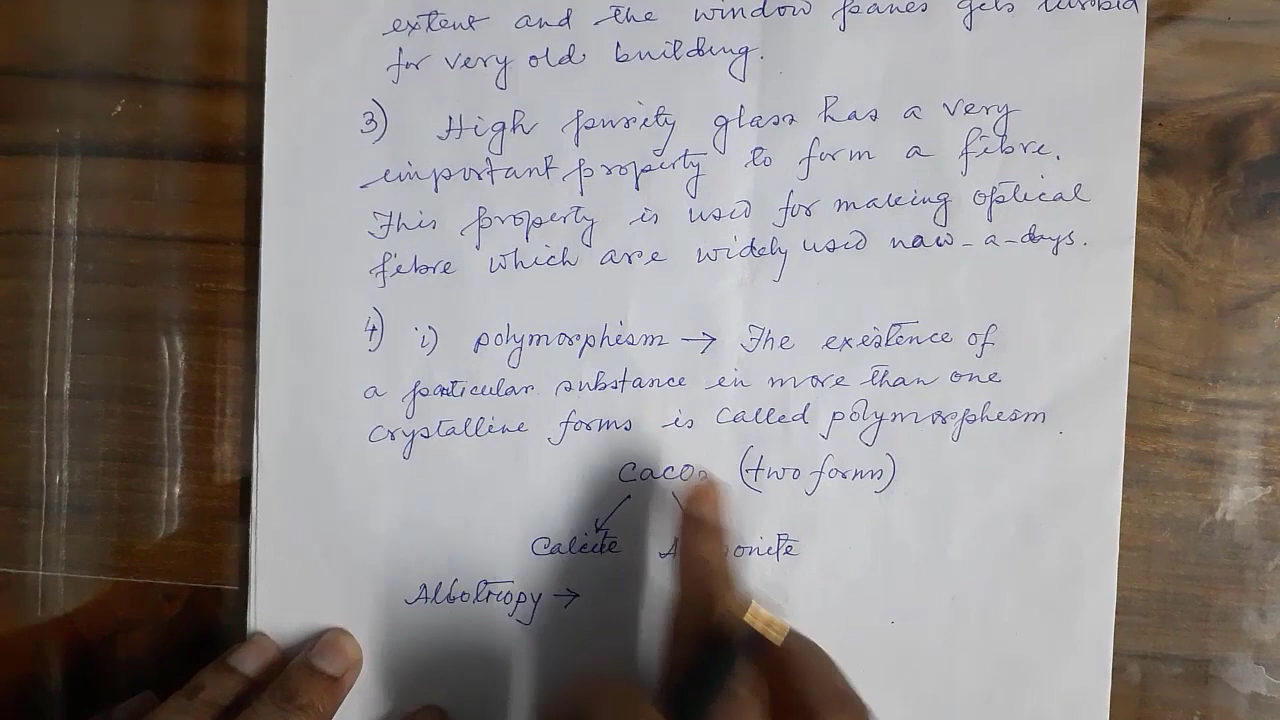 extent and the window panes gets turbid
for very old building.
3) High purity glass has a very
important property to form a fibre.
This property is used for making optical
fibre which are widely used now-a-days.
4) i) polymorphism → The existence of
a particular substance in more than one
crystalline forms is called polymorphism.
CaCO (two forms)
Calcite
Allotropy →